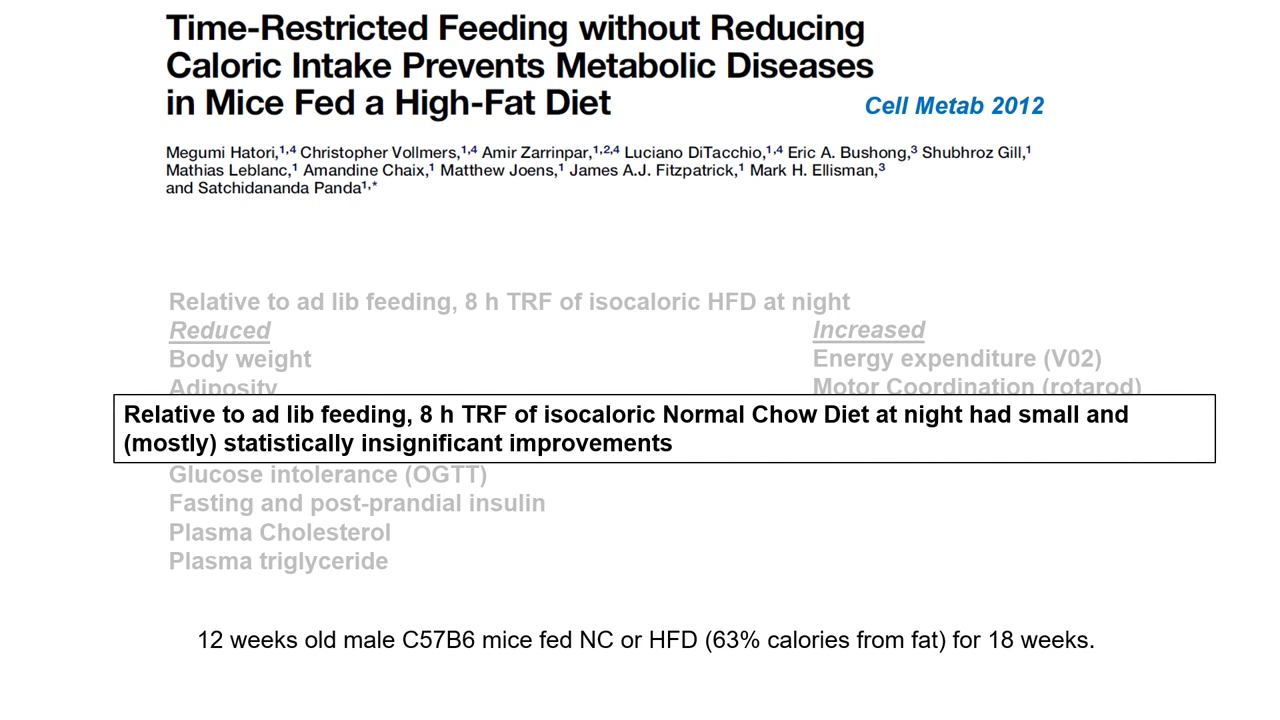 Time-Restricted Feeding without Reducing
Caloric Intake Prevents Metabolic Diseases
in Mice Fed a High-Fat Diet
Cell Metab 2012
Megumi Hatori,1,4 Christopher Vollmers,1,4 Amir Zarrinpar,1,2,4 Luciano DiTacchio,1,4 Eric A. Bushong,3 Shubhroz Gill,1
Mathias Leblanc,1 Amandine Chaix,1 Matthew Joens,1 James A.J. Fitzpatrick,1 Mark H. Ellisman,3
and Satchidananda Panda1,*
Relative to ad lib feeding, 8 h TRF of isocaloric HFD at night
Reduced
Increased
Body weight
Energy expenditure (V02)
Adiposity
Motor Coordination (rotarod)
Relative to ad lib feeding, 8 h TRF of isocaloric Normal Chow Diet at night had small and
(mostly) statistically insignificant improvements
Glucose intolerance (OGTT)
Fasting and post-prandial insulin
Plasma Cholesterol
Plasma triglyceride
12 weeks old male C57B6 mice fed NC or HFD (63% calories from fat) for 18 weeks.